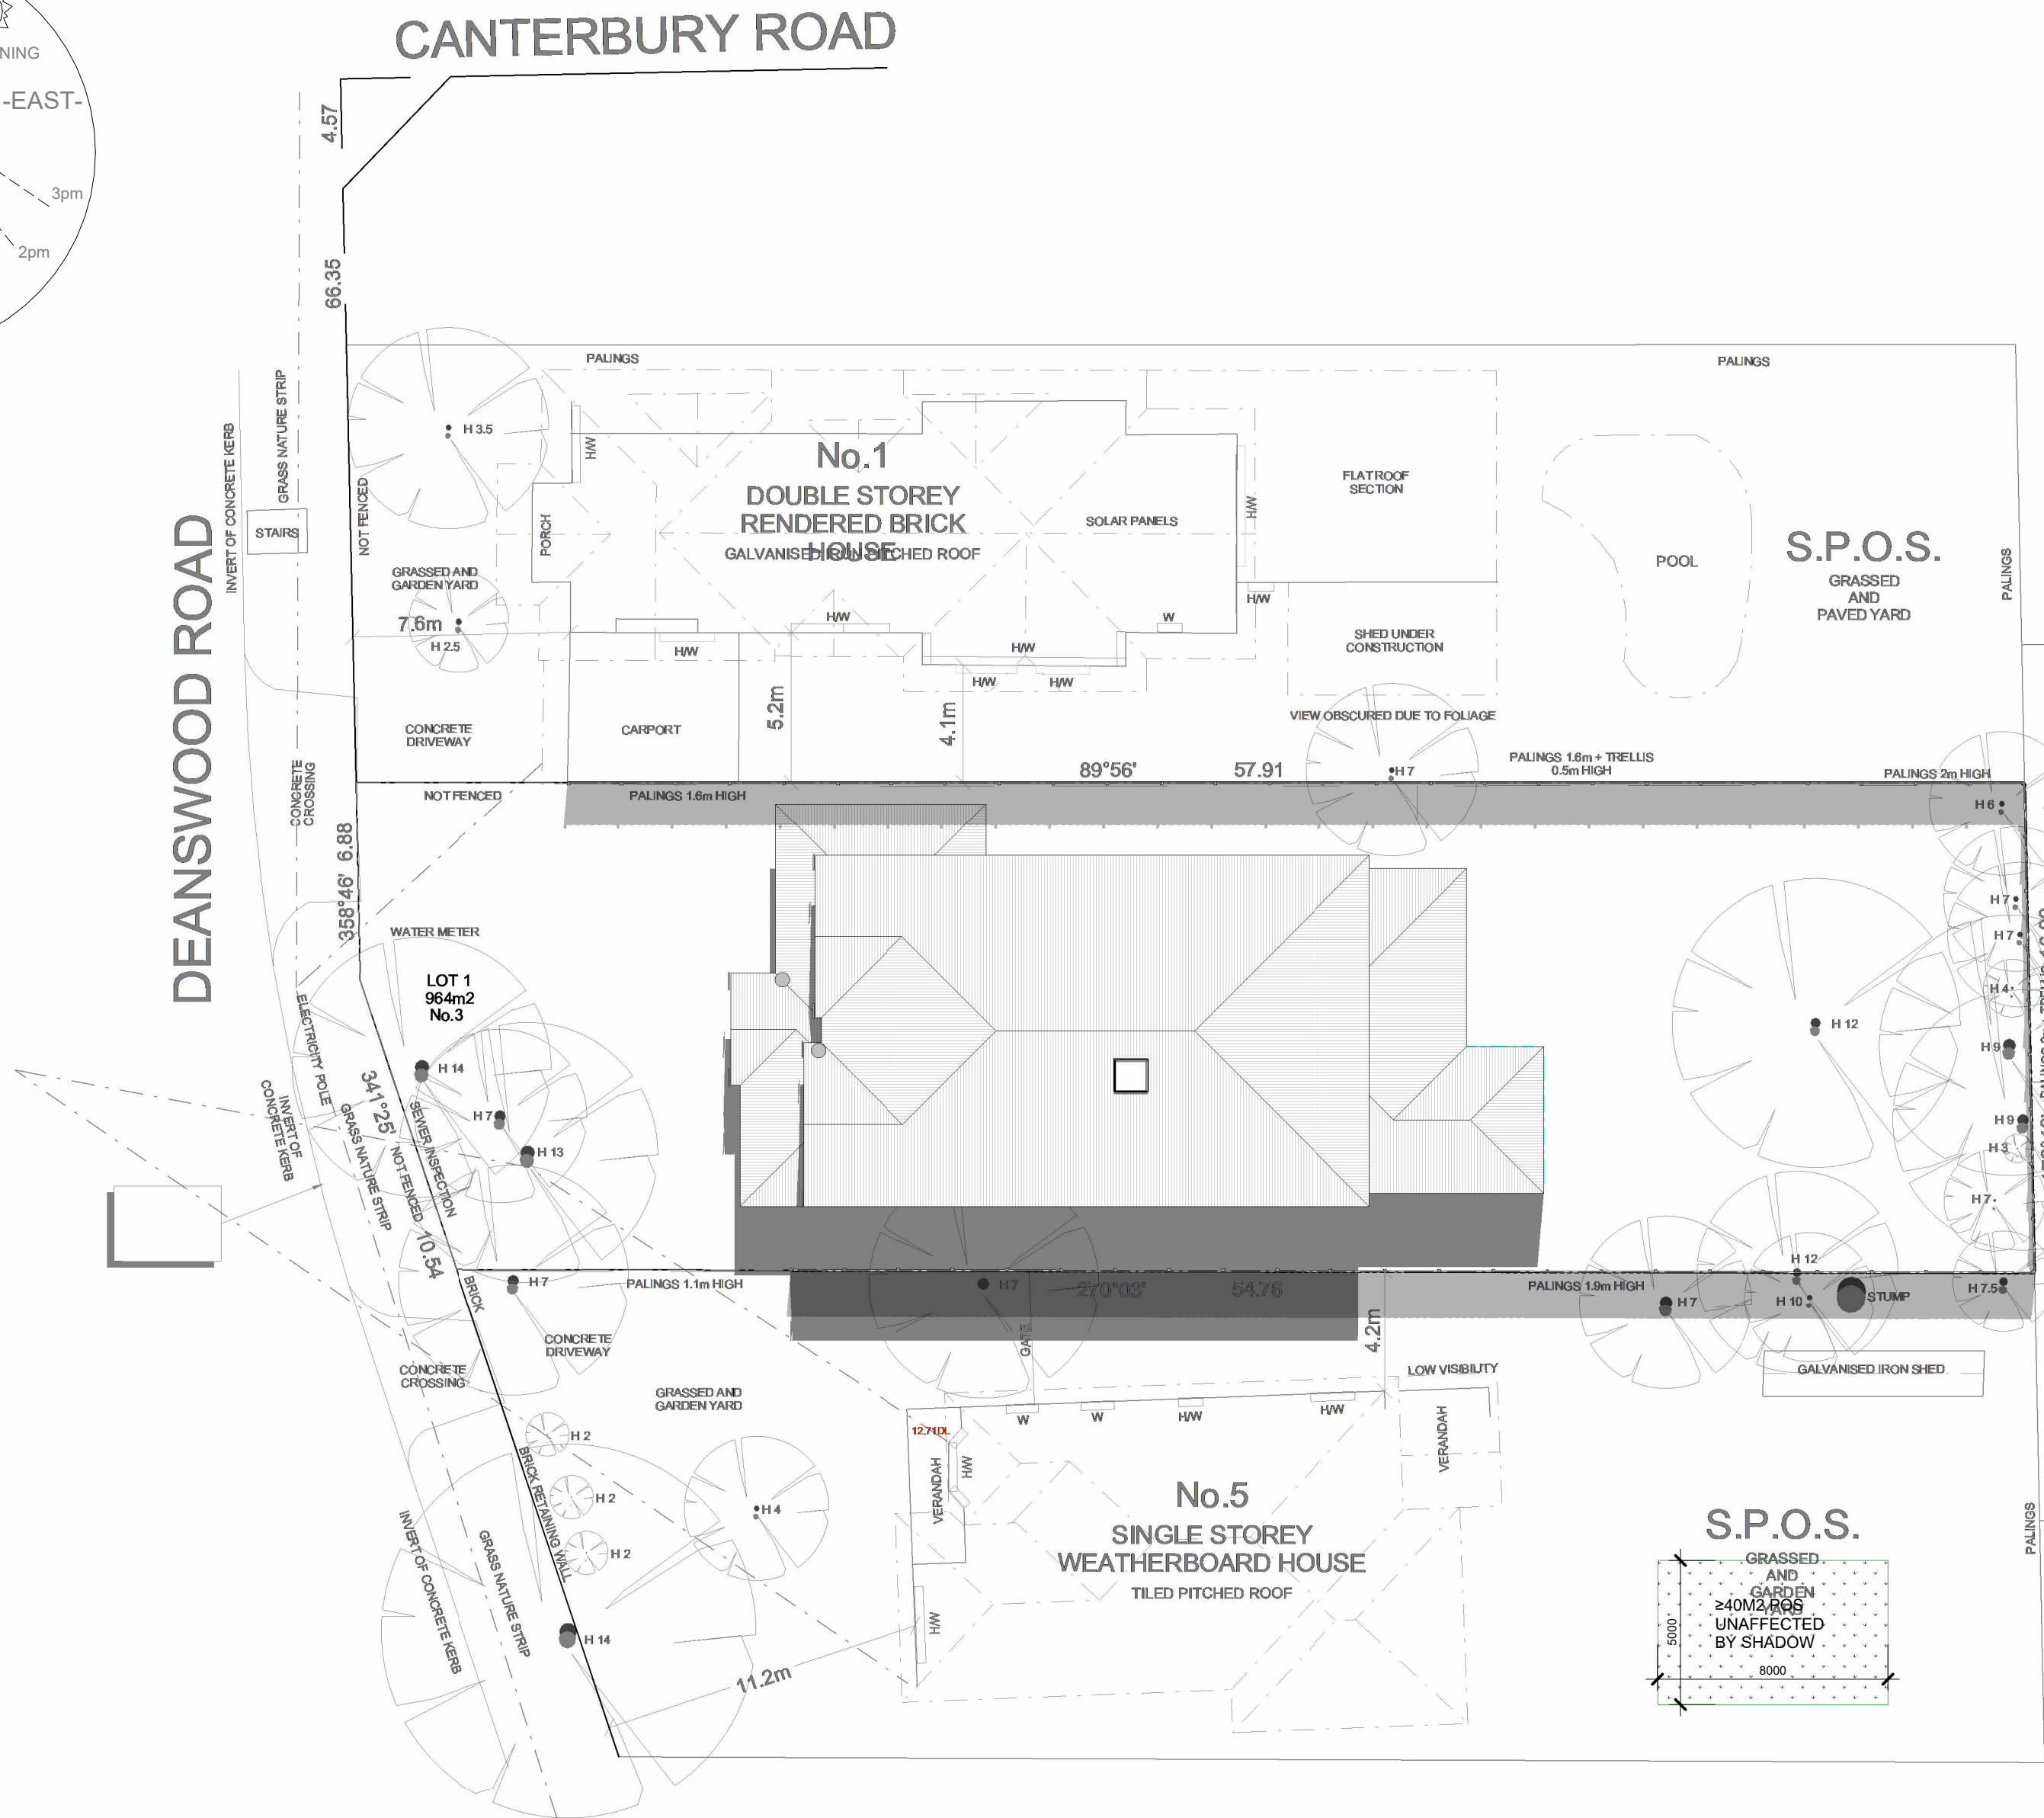 CANTERBURY ROAD
NING
-EAST-
3pm
2pm
4.57
66.35
DEANSWOOD ROAD
INVERT OF CONCRETE KERB
GRASS NATURE STRIP
STAIRS
NOT FENCED
PALINGS
PALINGS
H 3.5
H/W
PORCH
No.1
DOUBLE STOREY
RENDERED BRICK
HOUSE
GALVANISED IRON PITCHED ROOF
SOLAR PANELS
H/W
FLAT ROOF
SECTION
POOL
S.P.O.S.
GRASSED
AND
PAVED YARD
PALINGS
GRASSED AND
GARDEN YARD
7.6m
H 2.5
H/W
H/W
H/W
W
H/W
H/W
H/W
SHED UNDER
CONSTRUCTION
CONCRETE
DRIVEWAY
CARPORT
5.2m
4.1m
VIEW OBSCURED DUE TO FOLIAGE
CONCRETE
CROSSING
NOT FENCED
PALINGS 1.6m HIGH
89°56'
57.91
H 7
PALINGS 1.6m + TRELLIS
0.5m HIGH
PALINGS 2m HIGH
H 6
358°46' 6.88
WATER METER
LOT 1
964m2
No.3
ELECTRICITY POLE
H 14
H 7
H 13
341°25'
NOT FENCED
10.54
SEWER INSPECTION
GRASS NATURE STRIP
INVERT OF
CONCRETE KERB
H 7
H 7
H 4
H 12
H 9
H 9
H 3
H 7
H 12
H 7.5
STUMP
H 10
H 7
PALINGS 1.9m HIGH
BRICK
H 7
PALINGS 1.1m HIGH
H 7
270°03'
54.76
GATE
4.2m
CONCRETE
DRIVEWAY
CONCRETE
CROSSING
LOW VISIBILITY
GALVANISED IRON SHED
GRASSED AND
GARDEN YARD
12.71DL
W
W
H/W
H/W
VERANDAH
H/W
VERANDAH
H 2
H 2
H 2
H 4
BRICK RETAINING WALL
No.5
SINGLE STOREY
WEATHERBOARD HOUSE
TILED PITCHED ROOF
H/W
INVERT OF CONCRETE KERB
GRASS NATURE STRIP
H 14
11.2m
S.P.O.S.
GRASSED
AND
GARDEN
YARD
≥40M2 POS
UNAFFECTED
BY SHADOW
5000
8000
PALINGS